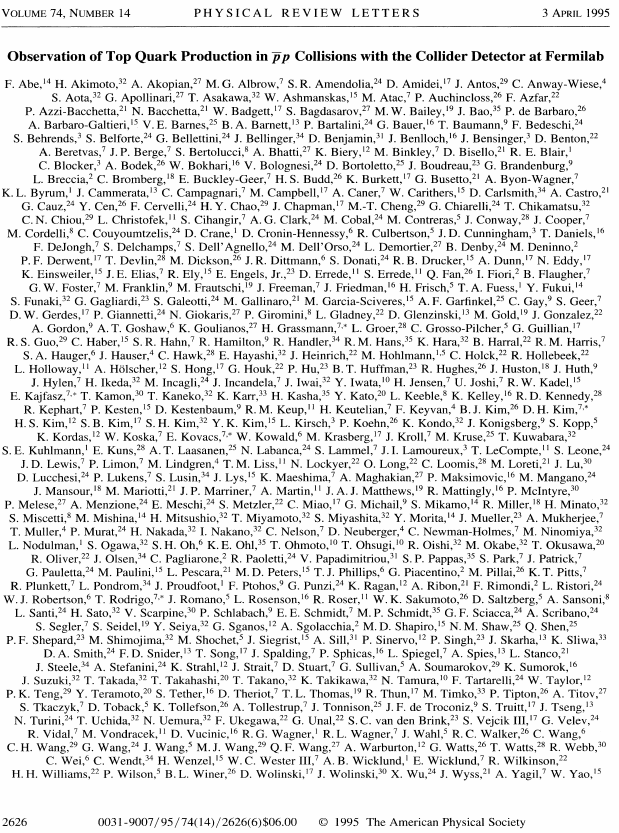 VOLUME 74, NUMBER 14 PHYSICAL REVIEW LETTERS 3 APRIL 1995
Observation of Top Quark Production in p̄p Collisions with the Collider Detector at Fermilab
F. Abe,¹⁴ H. Akimoto,³² A. Akopian,²⁷ M. G. Albrow,⁷ S. R. Amendolia,²⁴ D. Amidei,¹⁷ J. Antos,²⁹ C. Anway-Wiese,⁴
S. Aota,³² G. Apollinari,²⁷ T. Asakawa,³² W. Ashmanskas,¹⁵ M. Atac,⁷ P. Auchincloss,²⁶ F. Azfar,²²
P. Azzi-Bacchetta,²¹ N. Bacchetta,²¹ W. Badgett,¹⁷ S. Bagdasarov,²⁷ M. W. Bailey,¹⁹ J. Bao,³⁵ P. de Barbaro,²⁶
A. Barbaro-Galtieri,¹⁵ V. E. Barnes,²⁵ B. A. Barnett,¹³ P. Bartalini,²⁴ G. Bauer,¹⁶ T. Baumann,⁹ F. Bedeschi,²⁴
S. Behrends,³ S. Belforte,²⁴ G. Bellettini,²⁴ J. Bellinger,³⁴ D. Benjamin,³¹ J. Benlloch,¹⁶ J. Bensinger,³ D. Benton,²²
A. Beretvas,⁷ J. P. Berge,⁷ S. Bertolucci,⁸ A. Bhatti,²⁷ K. Biery,¹² M. Binkley,⁷ D. Bisello,²¹ R. E. Blair,¹
C. Blocker,³ A. Bodek,²⁶ W. Bokhari,¹⁶ V. Bolognesi,²⁴ D. Bortoletto,²⁵ J. Boudreau,²³ G. Brandenburg,⁹
L. Breccia,² C. Bromberg,¹⁸ E. Buckley-Geer,⁷ H. S. Budd,²⁶ K. Burkett,¹⁷ G. Busetto,²¹ A. Byon-Wagner,⁷
K. L. Byrum,¹ J. Cammerata,¹³ C. Campagnari,⁷ M. Campbell,¹⁷ A. Caner,⁷ W. Carithers,¹⁵ D. Carlsmith,³⁴ A. Castro,²¹
G. Cauz,²⁴ Y. Cen,²⁶ F. Cervelli,²⁴ H. Y. Chao,²⁹ J. Chapman,¹⁷ M.-T. Cheng,²⁹ G. Chiarelli,²⁴ T. Chikamatsu,³²
C. N. Chiou,²⁹ L. Christofek,¹¹ S. Cihangir,⁷ A. G. Clark,²⁴ M. Cobal,²⁴ M. Contreras,⁵ J. Conway,²⁸ J. Cooper,⁷
M. Cordelli,⁸ C. Couyoumtzelis,²⁴ D. Crane,¹ D. Cronin-Hennessy,⁶ R. Culbertson,⁵ J. D. Cunningham,³ T. Daniels,¹⁶
F. DeJongh,⁷ S. Delchamps,⁷ S. Dell'Agnello,²⁴ M. Dell'Orso,²⁴ L. Demortier,²⁷ B. Denby,²⁴ M. Deninno,²
P. F. Derwent,¹⁷ T. Devlin,²⁸ M. Dickson,²⁶ J. R. Dittmann,⁶ S. Donati,²⁴ R. B. Drucker,¹⁵ A. Dunn,¹⁷ N. Eddy,¹⁷
K. Einsweiler,¹⁵ J. E. Elias,⁷ R. Ely,¹⁵ E. Engels, Jr.,²³ D. Errede,¹¹ S. Errede,¹¹ Q. Fan,²⁶ I. Fiori,² B. Flaugher,⁷
G. W. Foster,⁷ M. Franklin,⁹ M. Frautschi,¹⁹ J. Freeman,⁷ J. Friedman,¹⁶ H. Frisch,⁵ T. A. Fuess,¹ Y. Fukui,¹⁴
S. Funaki,³² G. Gagliardi,²³ S. Galeotti,²⁴ M. Gallinaro,²¹ M. Garcia-Sciveres,¹⁵ A. F. Garfinkel,²⁵ C. Gay,⁹ S. Geer,⁷
D. W. Gerdes,¹⁷ P. Giannetti,²⁴ N. Giokaris,²⁷ P. Giromini,⁸ L. Gladney,²² D. Glenzinski,¹³ M. Gold,¹⁹ J. Gonzalez,²²
A. Gordon,⁹ A. T. Goshaw,⁶ K. Goulianos,²⁷ H. Grassmann,⁷,* L. Groer,²⁸ C. Grosso-Pilcher,⁵ G. Guillian,¹⁷
R. S. Guo,²⁹ C. Haber,¹⁵ S. R. Hahn,⁷ R. Hamilton,⁹ R. Handler,³⁴ R. M. Hans,³⁵ K. Hara,³² B. Harral,²² R. M. Harris,⁷
S. A. Hauger,⁶ J. Hauser,⁴ C. Hawk,²⁸ E. Hayashi,³² J. Heinrich,²² M. Hohlmann,¹,⁵ C. Holck,²² R. Hollebeek,²²
L. Holloway,¹¹ A. Hölscher,¹² S. Hong,¹⁷ G. Houk,²² P. Hu,²³ B. T. Huffman,²³ R. Hughes,²⁶ J. Huston,¹⁸ J. Huth,⁹
J. Hylen,⁷ H. Ikeda,³² M. Incagli,²⁴ J. Incandela,⁷ J. Iwai,³² Y. Iwata,¹⁰ H. Jensen,⁷ U. Joshi,⁷ R. W. Kadel,¹⁵
E. Kajfasz,⁷,* T. Kamon,³⁰ T. Kaneko,³² K. Karr,³³ H. Kasha,³⁵ Y. Kato,²⁰ L. Keeble,⁸ K. Kelley,¹⁶ R. D. Kennedy,²⁸
R. Kephart,⁷ P. Kesten,¹⁵ D. Kestenbaum,⁹ R. M. Keup,¹¹ H. Keutelian,⁷ F. Keyvan,⁴ B. J. Kim,²⁶ D. H. Kim,⁷,*
H. S. Kim,¹² S. B. Kim,¹⁷ S. H. Kim,³² Y. K. Kim,¹⁵ L. Kirsch,³ P. Koehn,²⁶ K. Kondo,³² J. Konigsberg,⁹ S. Kopp,⁵
K. Kordas,¹² W. Koska,⁷ E. Kovacs,⁷,* W. Kowald,⁶ M. Krasberg,¹⁷ J. Kroll,⁷ M. Kruse,²⁵ T. Kuwabara,³²
S. E. Kuhlmann,¹ E. Kuns,²⁸ A. T. Laasanen,²⁵ N. Labanca,²⁴ S. Lammel,⁷ J. I. Lamoureux,³ T. LeCompte,¹¹ S. Leone,²⁴
J. D. Lewis,⁷ P. Limon,⁷ M. Lindgren,⁴ T. M. Liss,¹¹ N. Lockyer,²² O. Long,²² C. Loomis,²⁸ M. Loreti,²¹ J. Lu,³⁰
D. Lucchesi,²⁴ P. Lukens,⁷ S. Lusin,³⁴ J. Lys,¹⁵ K. Maeshima,⁷ A. Maghakian,²⁷ P. Maksimovic,¹⁶ M. Mangano,²⁴
J. Mansour,¹⁸ M. Mariotti,²¹ J. P. Marriner,⁷ A. Martin,¹¹ J. A. J. Matthews,¹⁹ R. Mattingly,¹⁶ P. McIntyre,³⁰
P. Melese,²⁷ A. Menzione,²⁴ E. Meschi,²⁴ S. Metzler,²² C. Miao,¹⁷ G. Michail,⁹ S. Mikamo,¹⁴ R. Miller,¹⁸ H. Minato,³²
S. Miscetti,⁸ M. Mishina,¹⁴ H. Mitsushio,³² T. Miyamoto,³² S. Miyashita,³² Y. Morita,¹⁴ J. Mueller,²³ A. Mukherjee,⁷
T. Muller,⁴ P. Murat,²⁴ H. Nakada,³² I. Nakano,³² C. Nelson,⁷ D. Neuberger,⁴ C. Newman-Holmes,⁷ M. Ninomiya,³²
L. Nodulman,¹ S. Ogawa,³² S. H. Oh,⁶ K. E. Ohl,³⁵ T. Ohmoto,¹⁰ T. Ohsugi,¹⁰ R. Oishi,³² M. Okabe,³² T. Okusawa,²⁰
R. Oliver,²² J. Olsen,³⁴ C. Pagliarone,² R. Paoletti,²⁴ V. Papadimitriou,³¹ S. P. Pappas,³⁵ S. Park,⁷ J. Patrick,⁷
G. Pauletta,²⁴ M. Paulini,¹⁵ L. Pescara,²¹ M. D. Peters,¹⁵ T. J. Phillips,⁶ G. Piacentino,² M. Pillai,²⁶ K. T. Pitts,⁷
R. Plunkett,⁷ L. Pondrom,³⁴ J. Proudfoot,¹ F. Ptohos,⁹ G. Punzi,²⁴ K. Ragan,¹² A. Ribon,²¹ F. Rimondi,² L. Ristori,²⁴
W. J. Robertson,⁶ T. Rodrigo,⁷,* J. Romano,⁵ L. Rosenson,¹⁶ R. Roser,¹¹ W. K. Sakumoto,²⁶ D. Saltzberg,⁵ A. Sansoni,⁸
L. Santi,²⁴ H. Sato,³² V. Scarpine,³⁰ P. Schlabach,⁹ E. E. Schmidt,⁷ M. P. Schmidt,³⁵ G. F. Sciacca,²⁴ A. Scribano,²⁴
S. Segler,⁷ S. Seidel,¹⁹ Y. Seiya,³² G. Sganos,¹² A. Sgolacchia,² M. D. Shapiro,¹⁵ N. M. Shaw,²⁵ Q. Shen,²⁵
P. F. Shepard,²³ M. Shimojima,³² M. Shochet,⁵ J. Siegrist,¹⁵ A. Sill,³¹ P. Sinervo,¹² P. Singh,²³ J. Skarha,¹³ K. Sliwa,³³
D. A. Smith,²⁴ F. D. Snider,¹³ T. Song,¹⁷ J. Spalding,⁷ P. Sphicas,¹⁶ L. Spiegel,⁷ A. Spies,¹³ L. Stanco,²¹
J. Steele,³⁴ A. Stefanini,²⁴ K. Strahl,¹² J. Strait,⁷ D. Stuart,⁷ G. Sullivan,⁵ A. Soumarokov,²⁹ K. Sumorok,¹⁶
J. Suzuki,³² T. Takada,³² T. Takahashi,²⁰ T. Takano,³² K. Takikawa,³² N. Tamura,¹⁰ F. Tartarelli,²⁴ W. Taylor,¹²
P. K. Teng,²⁹ Y. Teramoto,²⁰ S. Tether,¹⁶ D. Theriot,⁷ T. L. Thomas,¹⁹ R. Thun,¹⁷ M. Timko,³³ P. Tipton,²⁶ A. Titov,²⁷
S. Tkaczyk,⁷ D. Toback,⁵ K. Tollefson,²⁶ A. Tollestrup,⁷ J. Tonnison,²⁵ J. F. de Troconiz,⁹ S. Truitt,¹⁷ J. Tseng,¹³
N. Turini,²⁴ T. Uchida,³² N. Uemura,³² F. Ukegawa,²² G. Unal,²² S. C. van den Brink,²³ S. Vejcik III,¹⁷ G. Velev,²⁴
R. Vidal,⁷ M. Vondracek,¹¹ D. Vucinic,¹⁶ R. G. Wagner,¹ R. L. Wagner,⁷ J. Wahl,⁵ R. C. Walker,²⁶ C. Wang,⁶
C. H. Wang,²⁹ G. Wang,²⁴ J. Wang,⁵ M. J. Wang,²⁹ Q. F. Wang,²⁷ A. Warburton,¹² G. Watts,²⁶ T. Watts,²⁸ R. Webb,³⁰
C. Wei,⁶ C. Wendt,³⁴ H. Wenzel,¹⁵ W. C. Wester III,⁷ A. B. Wicklund,¹ E. Wicklund,⁷ R. Wilkinson,²²
H. H. Williams,²² P. Wilson,⁵ B. L. Winer,²⁶ D. Wolinski,¹⁷ J. Wolinski,³⁰ X. Wu,²⁴ J. Wyss,²¹ A. Yagil,⁷ W. Yao,¹⁵
2626 0031-9007/95/74(14)/2626(6)$06.00 © 1995 The American Physical Society